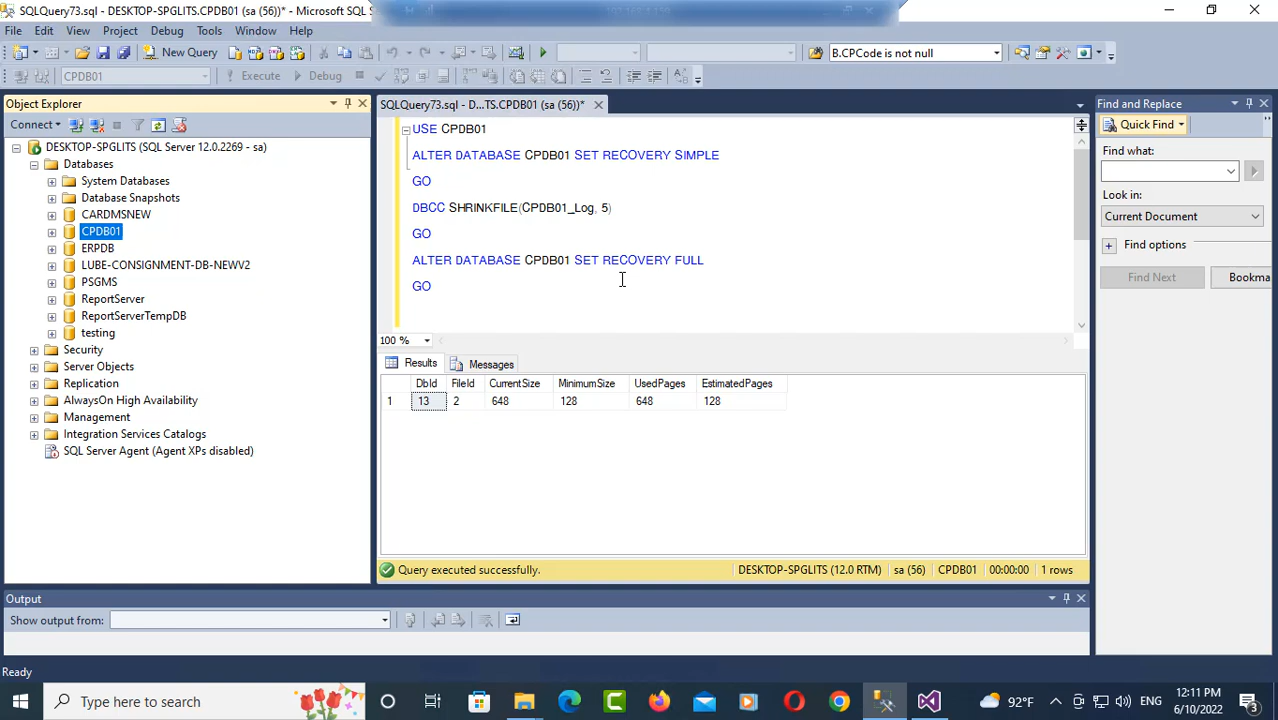 SQLQuery73.sql - DESKTOP-SPGLITS.CPDB01 (sa (56))* - Microsoft SQL S
File Edit View Project Debug Tools Window Help
New Query
B.CPCode is not null
CPDB01
Execute Debug
Object Explorer
Connect
DESKTOP-SPGLITS (SQL Server 12.0.2269 - sa)
Databases
System Databases
Database Snapshots
CARDMSNEW
CPDB01
ERPDB
LUBE-CONSIGNMENT-DB-NEWV2
PSGMS
ReportServer
ReportServerTempDB
testing
Security
Server Objects
Replication
AlwaysOn High Availability
Management
Integration Services Catalogs
SQL Server Agent (Agent XPs disabled)
SQLQuery73.sql - D...TS.CPDB01 (sa (56))*
USE CPDB01
ALTER DATABASE CPDB01 SET RECOVERY SIMPLE
GO
DBCC SHRINKFILE(CPDB01_Log, 5)
GO
ALTER DATABASE CPDB01 SET RECOVERY FULL
GO
100 %
Results Messages
DbId FileId CurrentSize MinimumSize UsedPages EstimatedPages
1 13 2 648 128 648 128
Query executed successfully. DESKTOP-SPGLITS (12.0 RTM) sa (56) CPDB01 00:00:00 1 rows
Find and Replace
Quick Find
Find what:
Look in:
Current Document
Find options
Find Next Bookma
Output
Show output from:
Ready
Type here to search
92°F
ENG
12:11 PM
6/10/2022
3